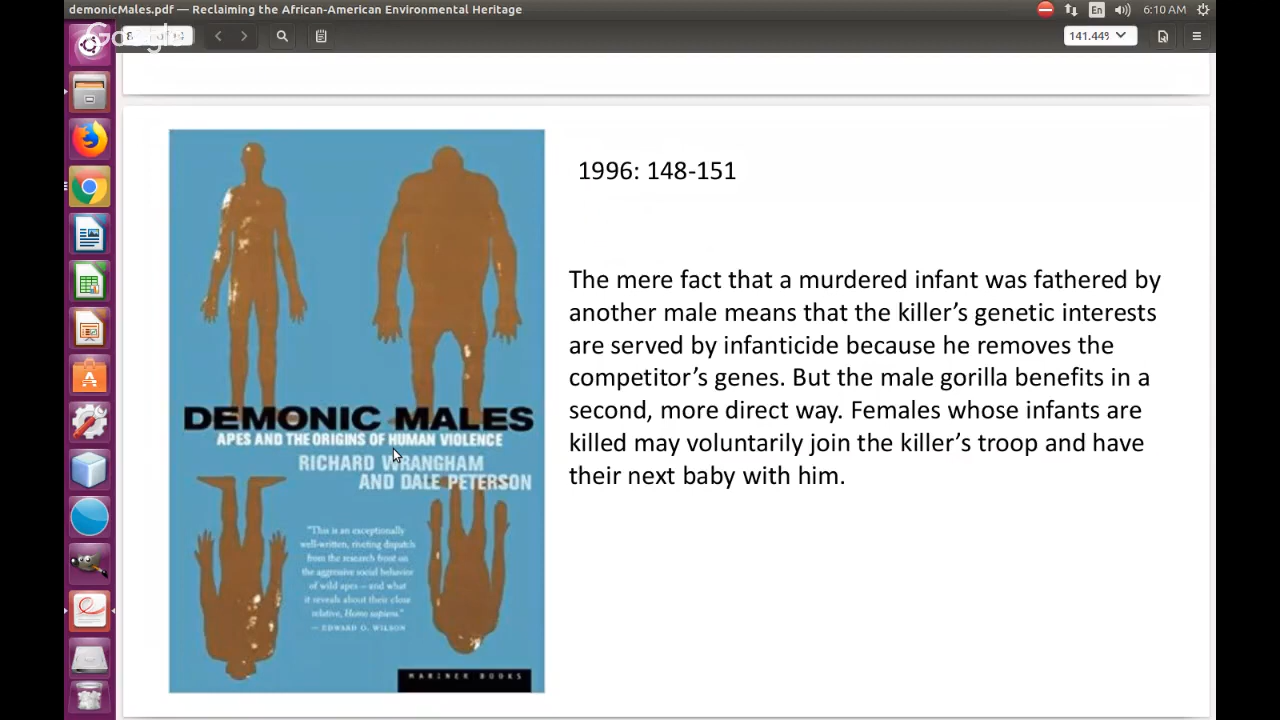 demonicMales.pdf — Reclaiming the African-American Environmental Heritage
En
6:10 AM
Google
8
141.44%
1996: 148-151
The mere fact that a murdered infant was fathered by
another male means that the killer’s genetic interests
are served by infanticide because he removes the
competitor’s genes. But the male gorilla benefits in a
second, more direct way. Females whose infants are
killed may voluntarily join the killer’s troop and have
their next baby with him.
DEMONIC MALES
APES AND THE ORIGINS OF HUMAN VIOLENCE
RICHARD WRANGHAM
AND DALE PETERSON
"This is an exceptionally
well-written, riveting dispatch
from the research front on
the aggressive social behavior
of wild apes — and what
it reveals about their close
relative, Homo sapiens."
— EDWARD O. WILSON
MARINER BOOKS